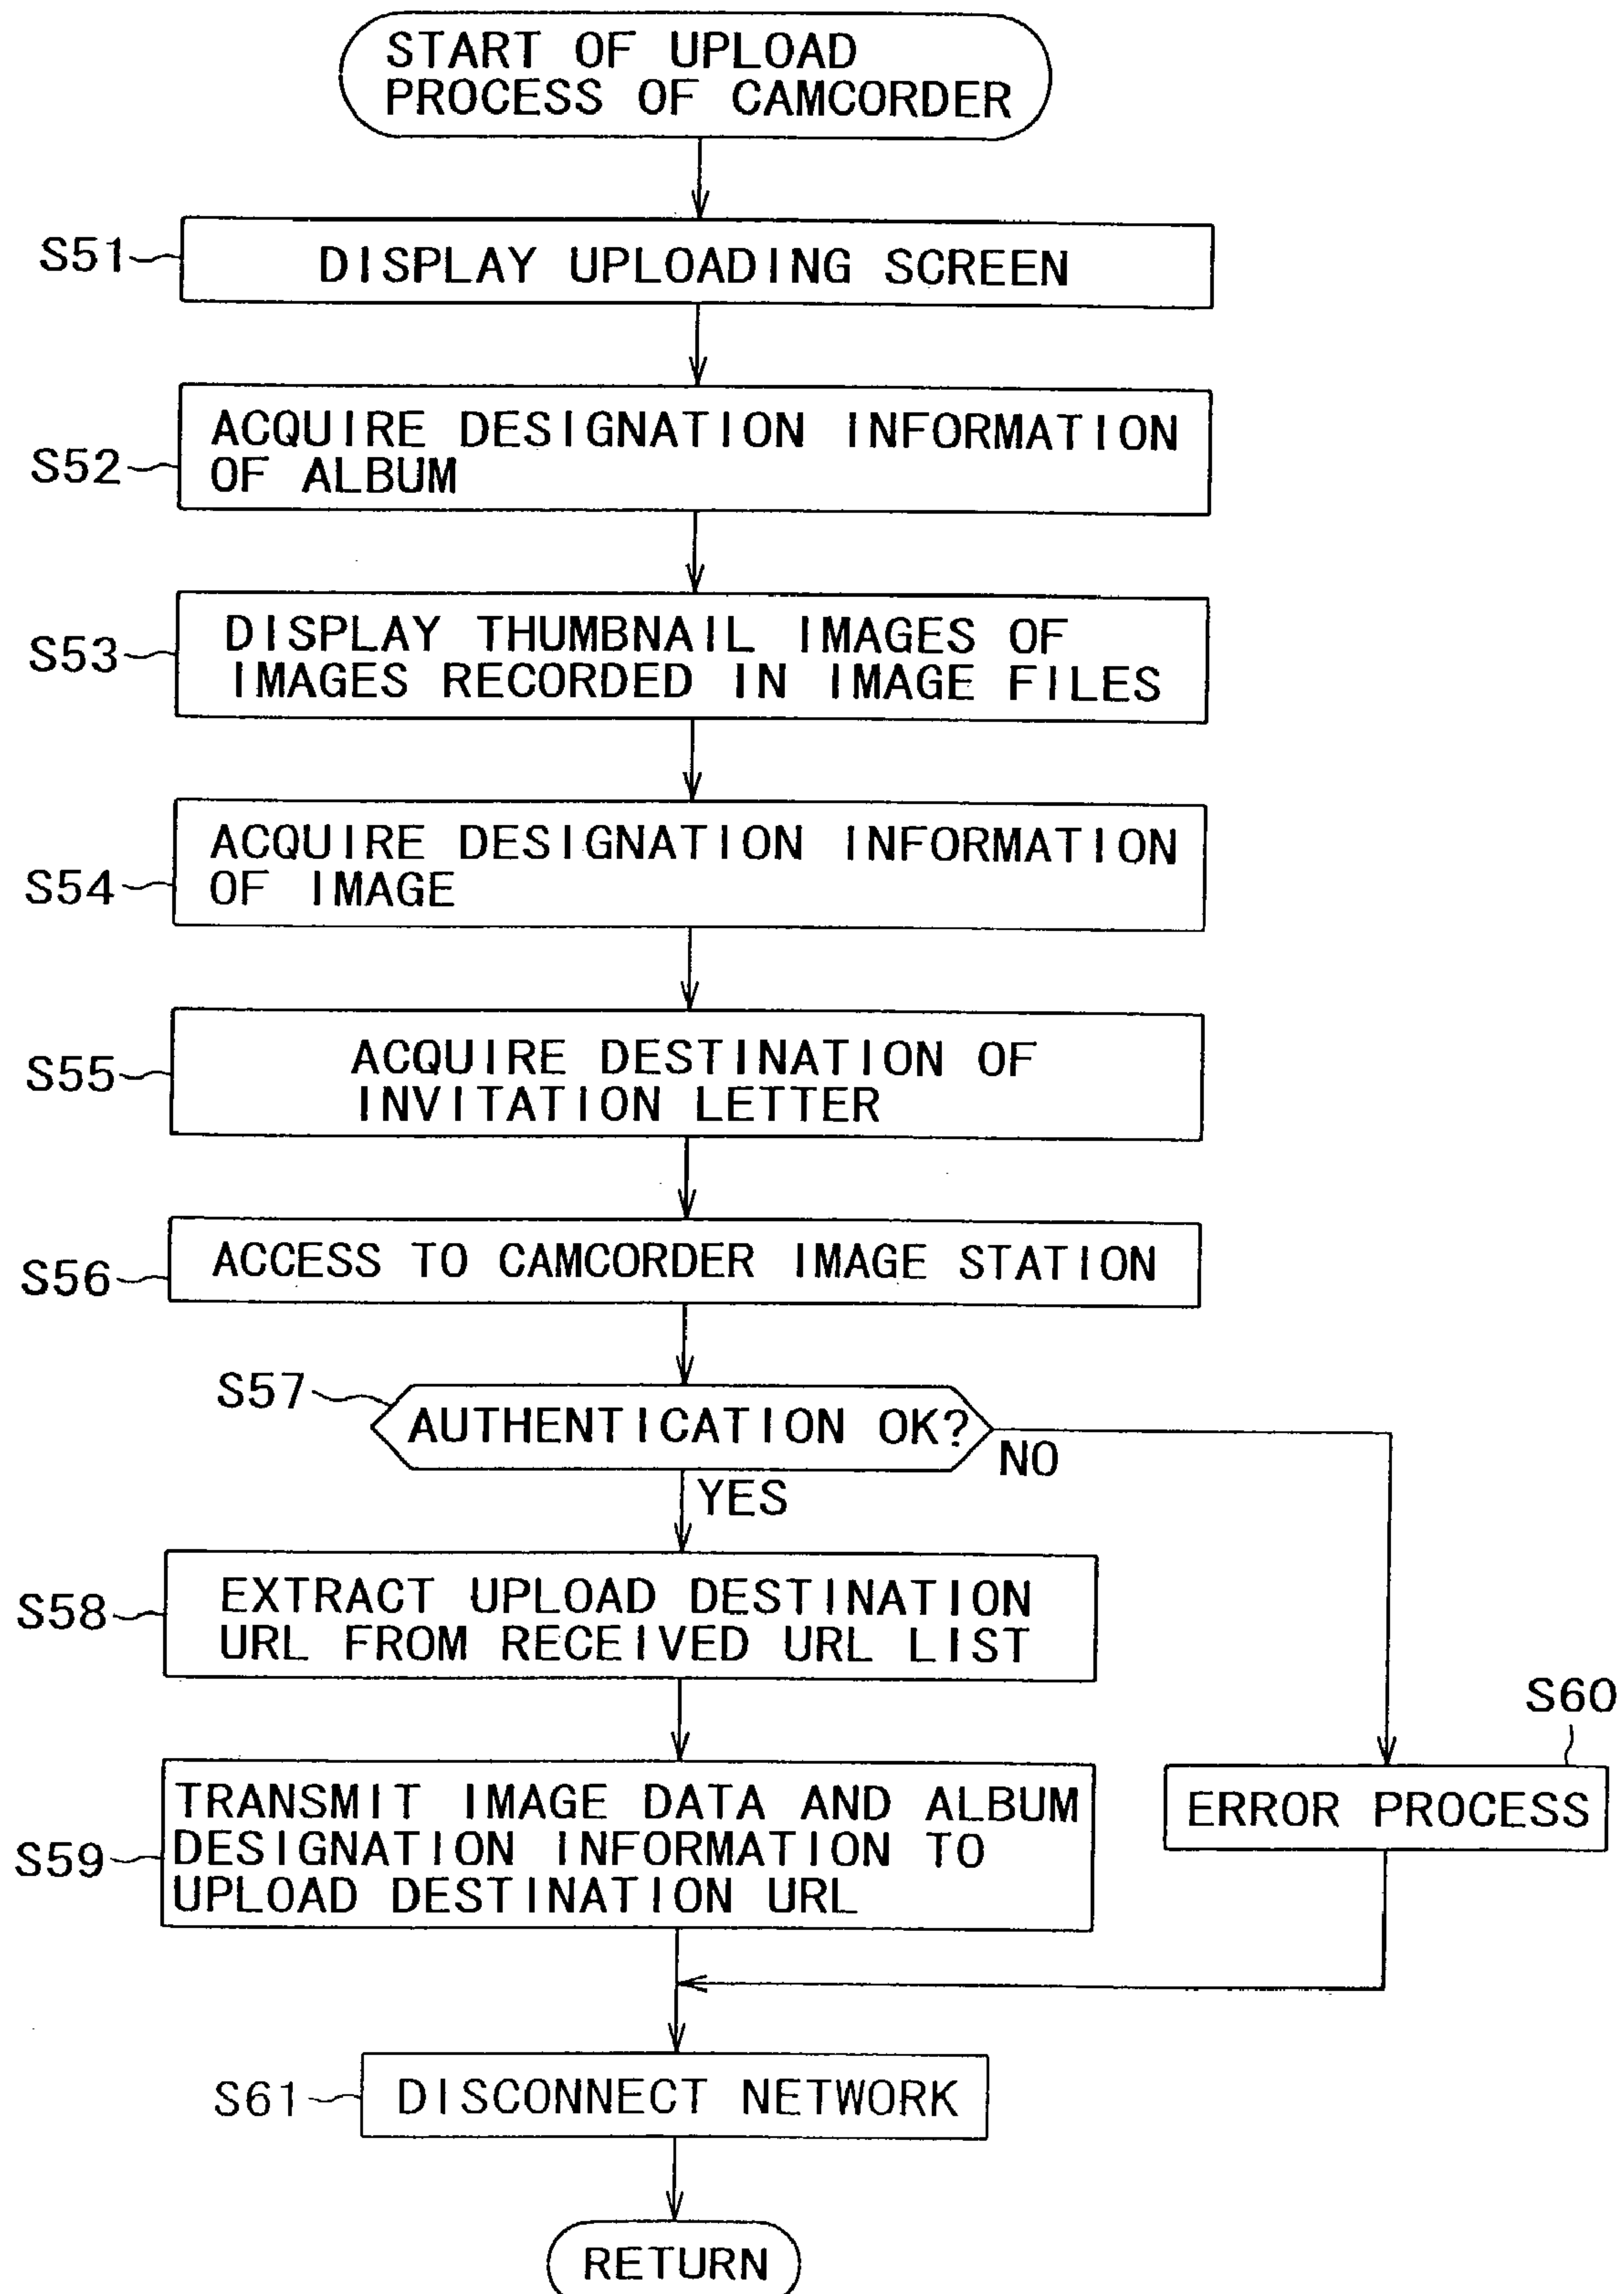 START OF UPLOAD
PROCESS OF CAMCORDER
S51
DISPLAY UPLOADING SCREEN
S52
ACQUIRE DESIGNATION INFORMATION
OF ALBUM
S53
DISPLAY THUMBNAIL IMAGES OF
IMAGES RECORDED IN IMAGE FILES
S54
ACQUIRE DESIGNATION INFORMATION
OF IMAGE
S55
ACQUIRE DESTINATION OF
INVITATION LETTER
S56
ACCESS TO CAMCORDER IMAGE STATION
S57
AUTHENTICATION OK?
NO
YES
S58
EXTRACT UPLOAD DESTINATION
URL FROM RECEIVED URL LIST
S59
TRANSMIT IMAGE DATA AND ALBUM
DESIGNATION INFORMATION TO
UPLOAD DESTINATION URL
S60
ERROR PROCESS
S61
DISCONNECT NETWORK
RETURN